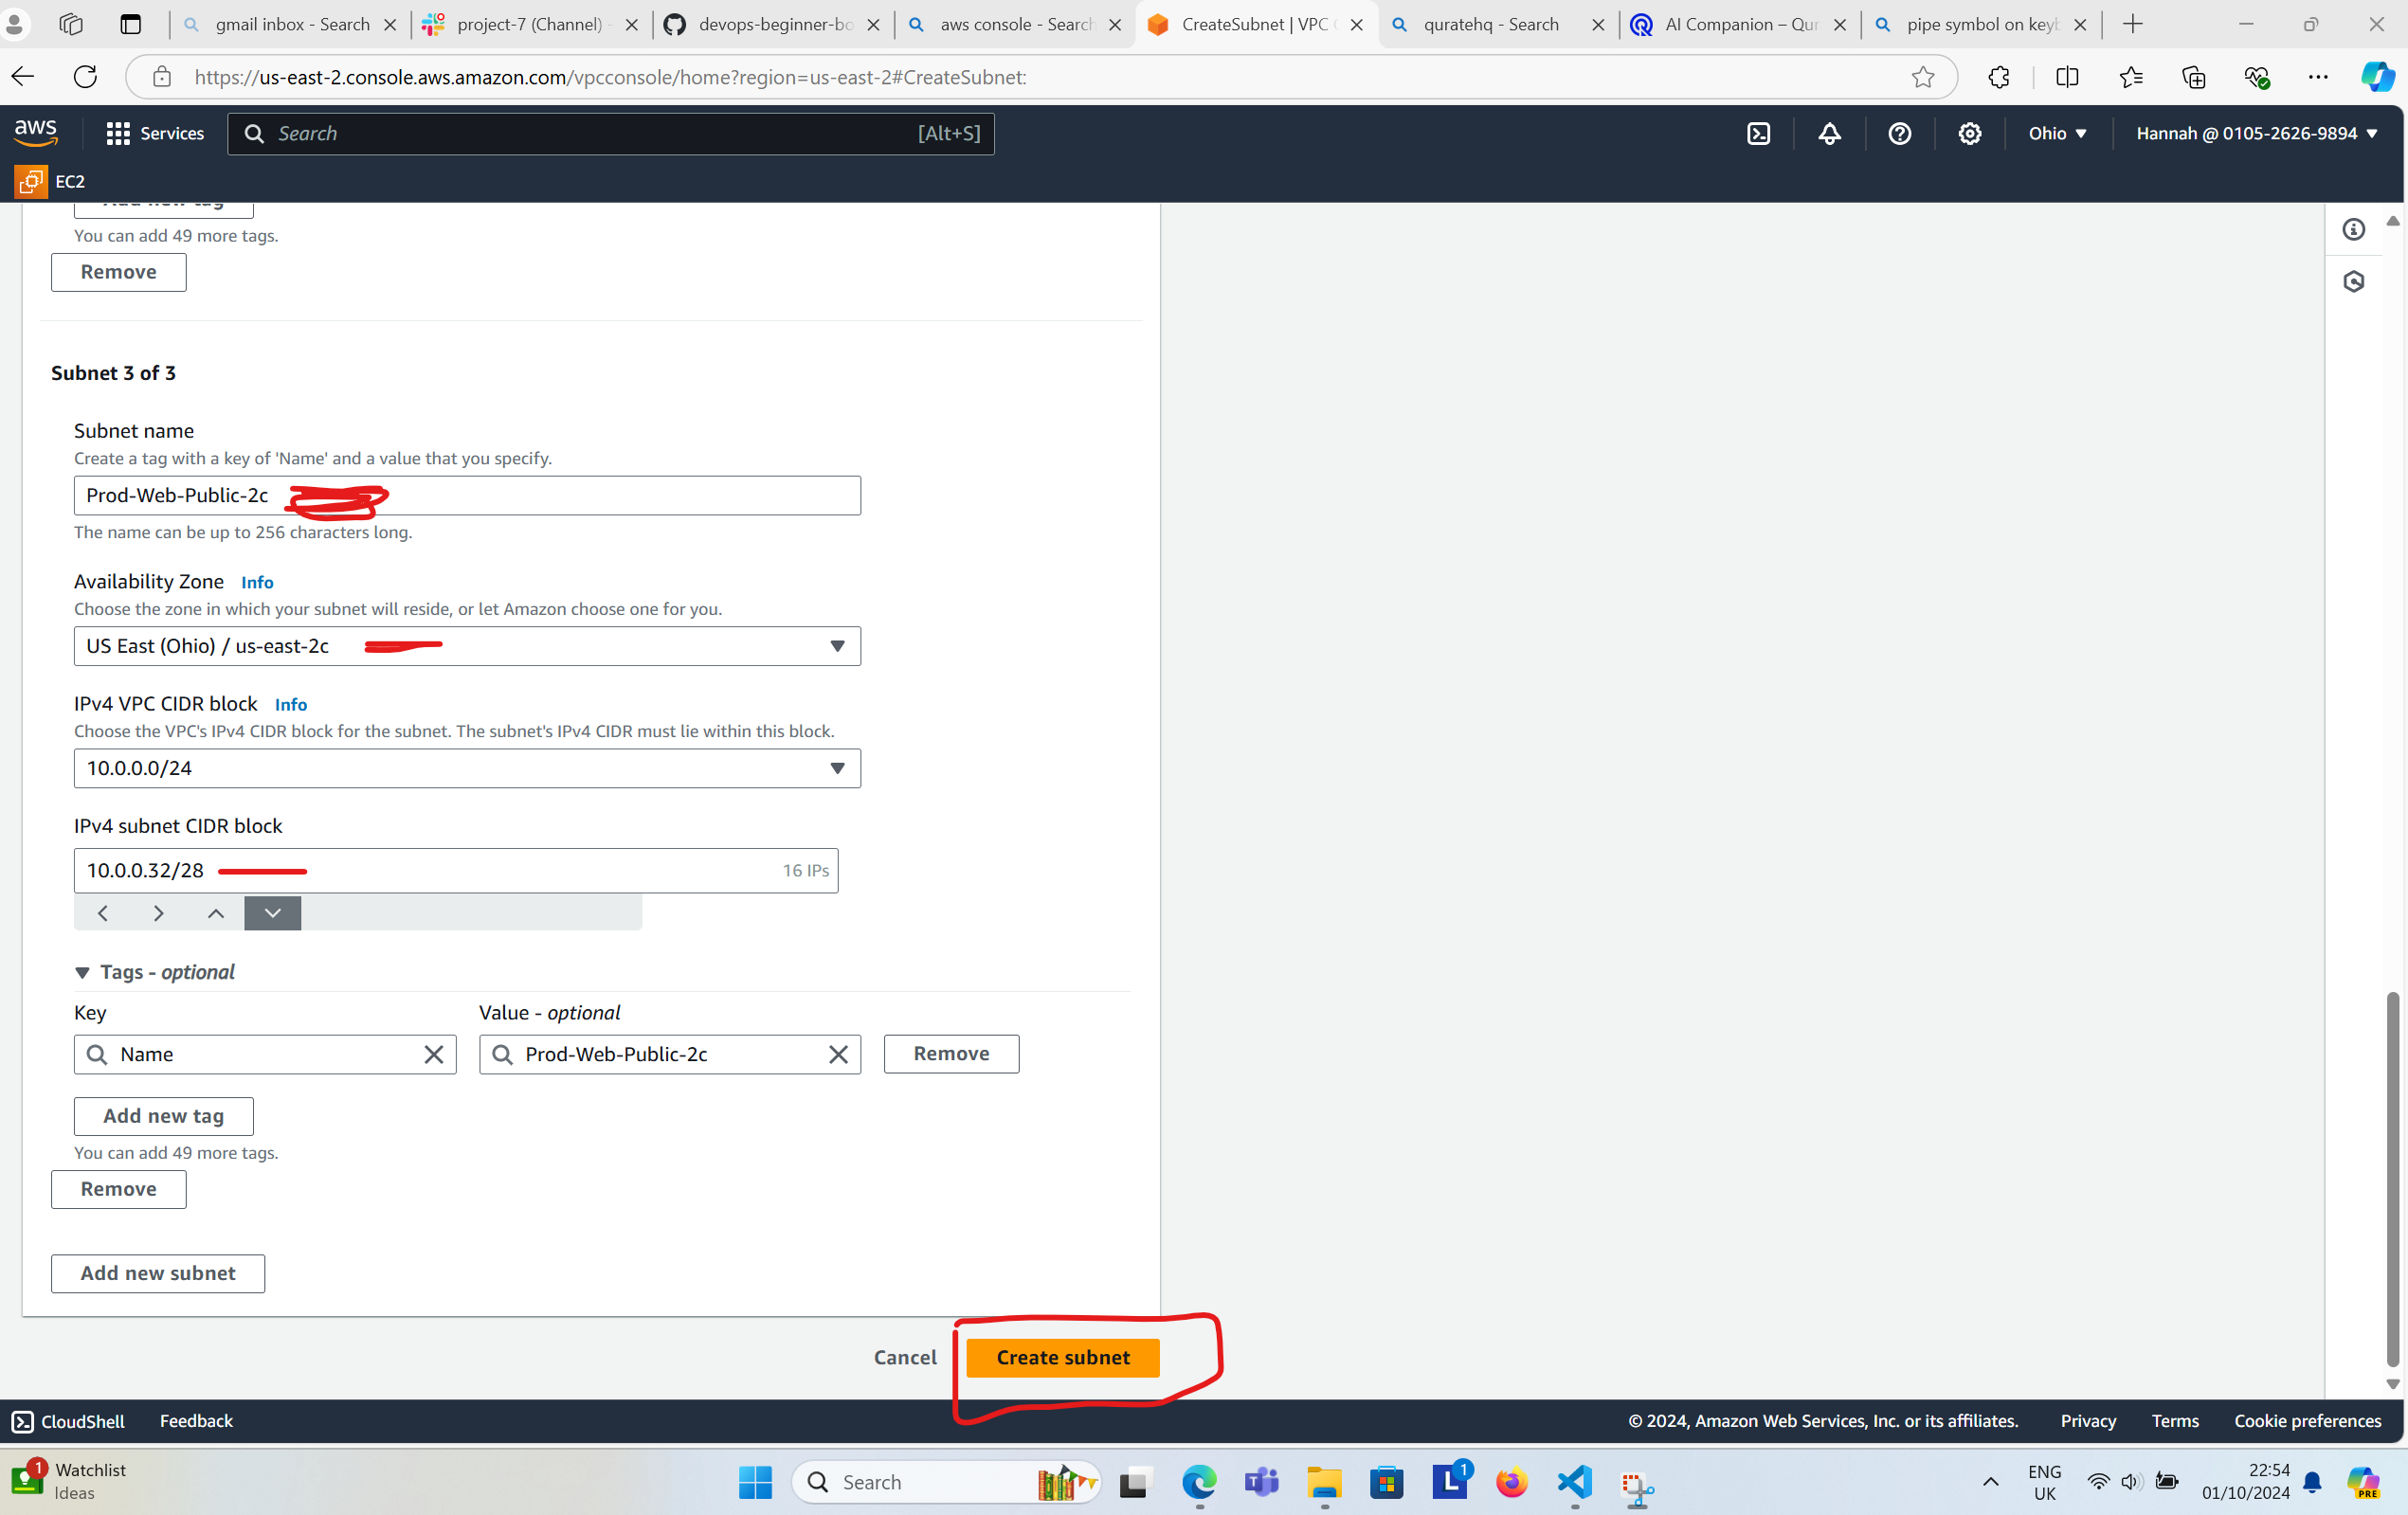 gmail inbox - Search
project-7 (Channel) -
devops-beginner-bo
aws console - Search
CreateSubnet | VPC
quratehq - Search
AI Companion – Qur
pipe symbol on keyb
https://us-east-2.console.aws.amazon.com/vpcconsole/home?region=us-east-2#CreateSubnet:
aws
Services
Search
[Alt+S]
Ohio
Hannah @ 0105-2626-9894
EC2
Add new tag
You can add 49 more tags.
Remove
Subnet 3 of 3
Subnet name
Create a tag with a key of 'Name' and a value that you specify.
Prod-Web-Public-2c
The name can be up to 256 characters long.
Availability Zone Info
Choose the zone in which your subnet will reside, or let Amazon choose one for you.
US East (Ohio) / us-east-2c
IPv4 VPC CIDR block Info
Choose the VPC's IPv4 CIDR block for the subnet. The subnet's IPv4 CIDR must lie within this block.
10.0.0.0/24
IPv4 subnet CIDR block
10.0.0.32/28
16 IPs
Tags - optional
Key
Value - optional
Name
Prod-Web-Public-2c
Remove
Add new tag
You can add 49 more tags.
Remove
Add new subnet
Cancel
Create subnet
CloudShell
Feedback
© 2024, Amazon Web Services, Inc. or its affiliates.
Privacy
Terms
Cookie preferences
1
Watchlist
Ideas
Search
L
1
ENG
UK
22:54
01/10/2024
PRE